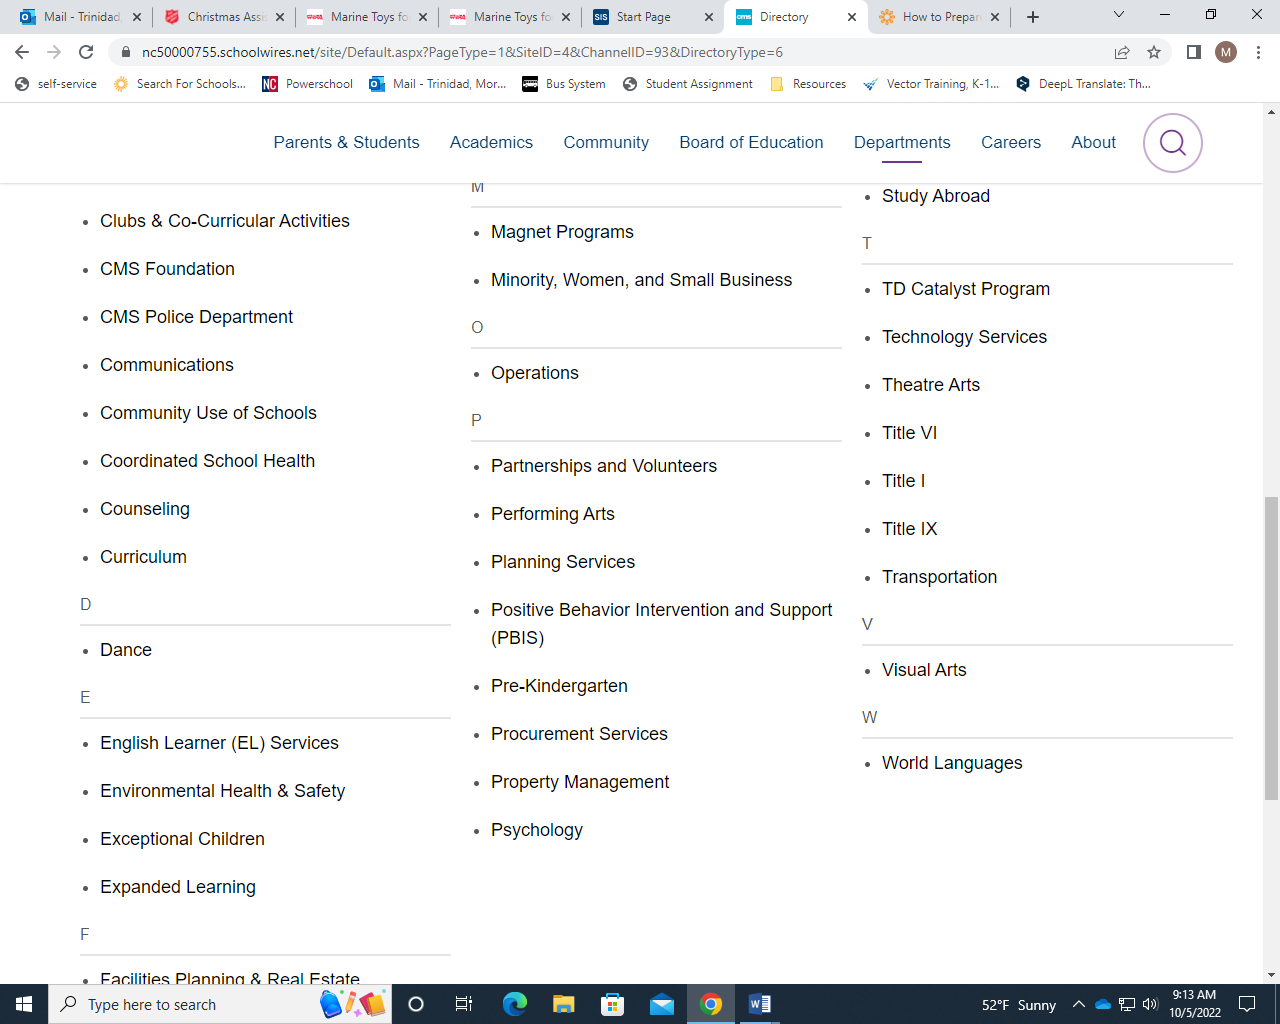 Mail - Trinidad,
Christmas Assi
Marine Toys fo
Marine Toys fo
SIS
Start Page
cms
Directory
How to Prepar
nc50000755.schoolwires.net/site/Default.aspx?PageType=1&SiteID=4&ChannelID=93&DirectoryType=6
M
self-service
Search For Schools...
NC
Powerschool
Mail - Trinidad, Mor...
Bus System
Student Assignment
Resources
Vector Training, K-1...
DeepL Translate: Th...
Parents & Students
Academics
Community
Board of Education
Departments
Careers
About
Clubs & Co-Curricular Activities
CMS Foundation
CMS Police Department
Communications
Community Use of Schools
Coordinated School Health
Counseling
Curriculum
D
Dance
E
English Learner (EL) Services
Environmental Health & Safety
Exceptional Children
Expanded Learning
F
Facilities Planning & Real Estate
M
Magnet Programs
Minority, Women, and Small Business
O
Operations
P
Partnerships and Volunteers
Performing Arts
Planning Services
Positive Behavior Intervention and Support
(PBIS)
Pre-Kindergarten
Procurement Services
Property Management
Psychology
Study Abroad
T
TD Catalyst Program
Technology Services
Theatre Arts
Title VI
Title I
Title IX
Transportation
V
Visual Arts
W
World Languages
Type here to search
52°F Sunny
9:13 AM
10/5/2022